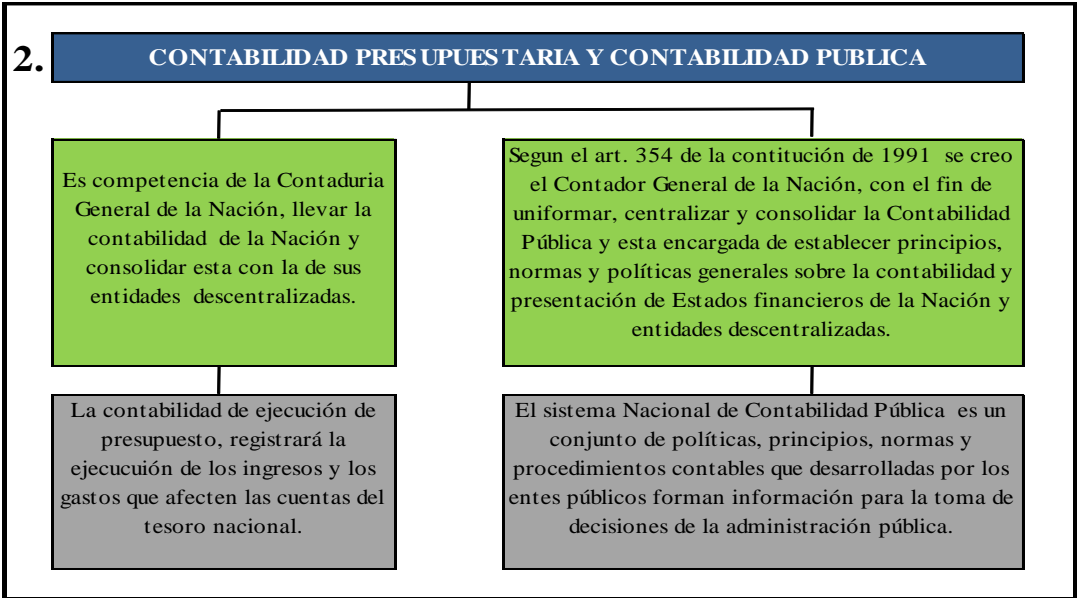 2.
CONTABILIDAD PRESUPUESTARIA Y CONTABILIDAD PUBLICA
Es competencia de la Contaduria
General de la Nación, llevar la
contabilidad de la Nación y
consolidar esta con la de sus
entidades descentralizadas.
Segun el art. 354 de la contitución de 1991 se creo
el Contador General de la Nación, con el fin de
uniformar, centralizar y consolidar la Contabilidad
Pública y esta encargada de establecer principios,
normas y políticas generales sobre la contabilidad y
presentación de Estados financieros de la Nación y
entidades descentralizadas.
La contabilidad de ejecución de
presupuesto, registrará la
ejecucuión de los ingresos y los
gastos que afecten las cuentas del
tesoro nacional.
El sistema Nacional de Contabilidad Pública es un
conjunto de políticas, principios, normas y
procedimientos contables que desarrolladas por los
entes públicos forman información para la toma de
decisiones de la administración pública.